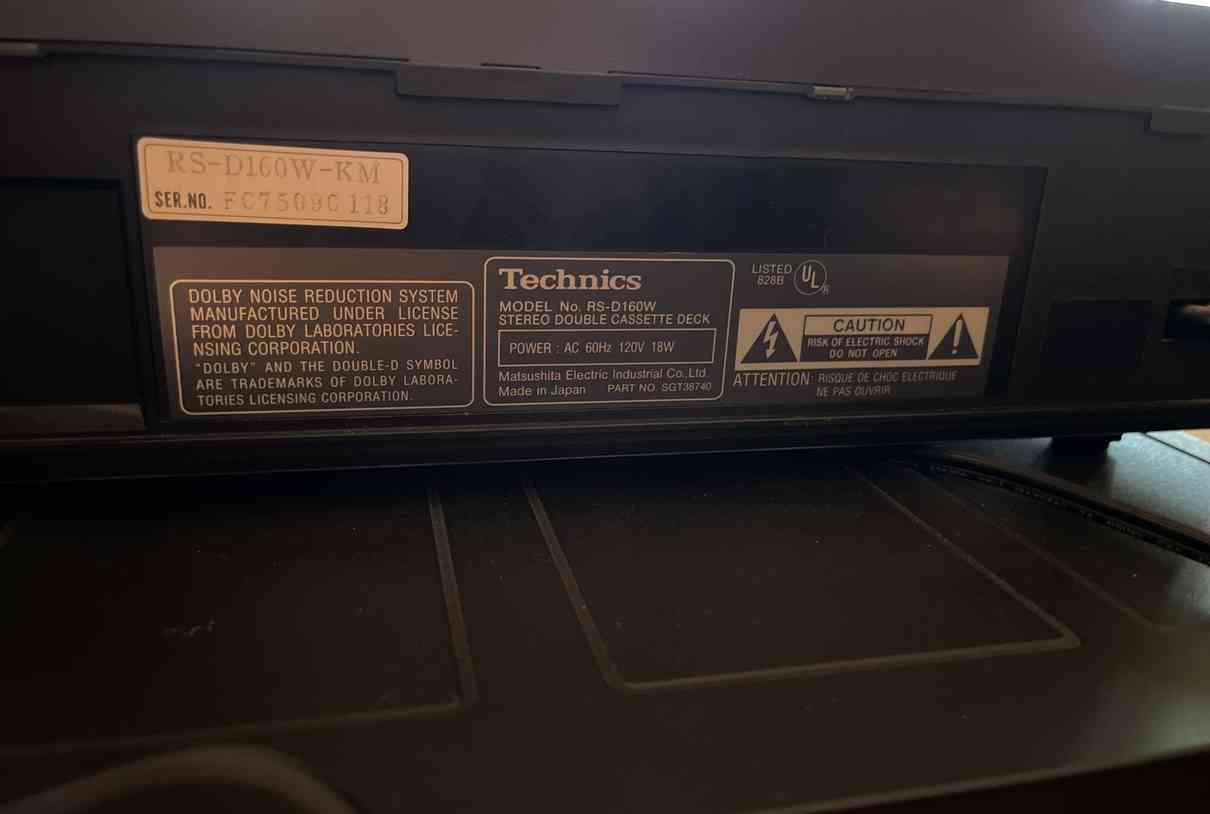 RS-D160W-KM
SER.NO. FC7509C118
DOLBY NOISE REDUCTION SYSTEM
MANUFACTURED UNDER LICENSE
FROM DOLBY LABORATORIES LICE-
NSING CORPORATION.
"DOLBY" AND THE DOUBLE-D SYMBOL
ARE TRADEMARKS OF DOLBY LABORA-
TORIES LICENSING CORPORATION.
Technics
MODEL No. RS-D160W
STEREO DOUBLE CASSETTE DECK
POWER : AC 60Hz 120V 18W
Matsushita Electric Industrial Co., Ltd.
Made in Japan PART NO. SGT38740
LISTED
828B
UL
R
CAUTION
RISK OF ELECTRIC SHOCK
DO NOT OPEN
ATTENTION: RISQUE DE CHOC ELECTRIQUE
NE PAS OUVRIR